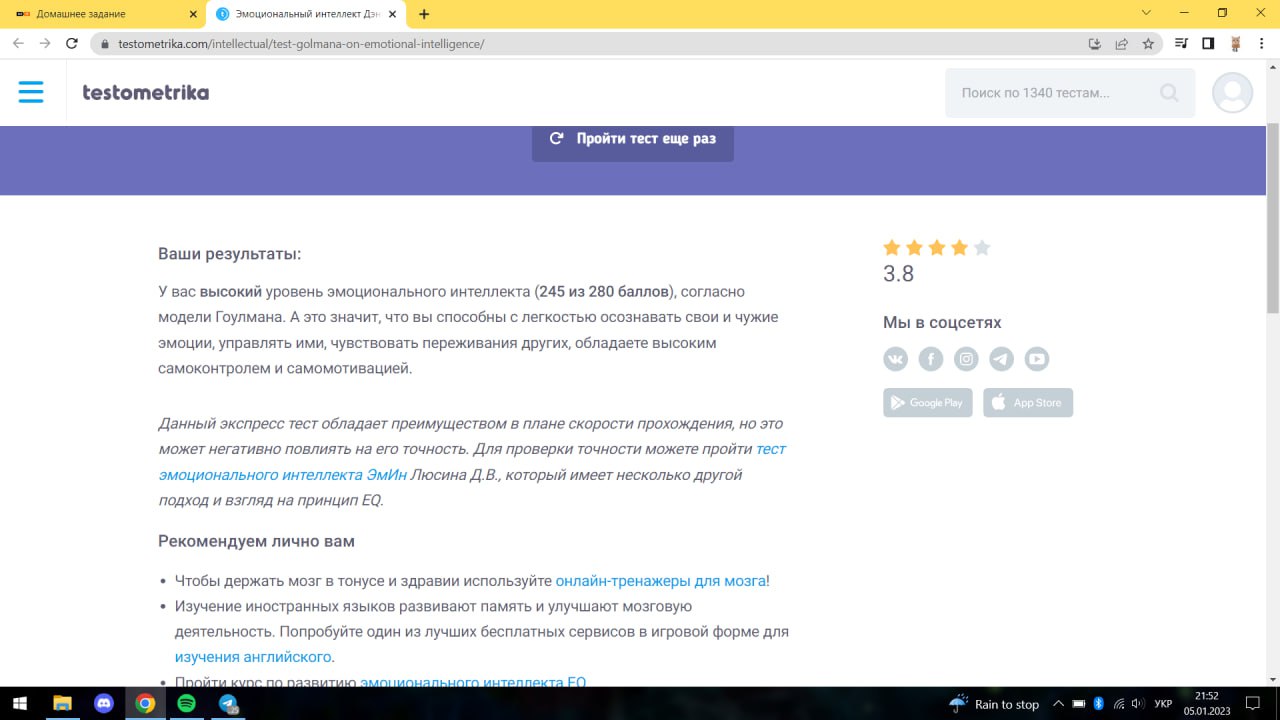 Домашнее задание
Эмоциональный интеллект Дэн
testometrika.com/intellectual/test-golmana-on-emotional-intelligence/
testometrika
Поиск по 1340 тестам...
Пройти тест еще раз
Ваши результаты:
У вас высокий уровень эмоционального интеллекта (245 из 280 баллов), согласно
модели Гоулмана. А это значит, что вы способны с легкостью осознавать свои и чужие
эмоции, управлять ими, чувствовать переживания других, обладаете высоким
самоконтролем и самомотивацией.
Данный экспресс тест обладает преимуществом в плане скорости прохождения, но это
может негативно повлиять на его точность. Для проверки точности можете пройти тест
эмоционального интеллекта ЭмИн Люсина Д.В., который имеет несколько другой
подход и взгляд на принцип EQ.
Рекомендуем лично вам
Чтобы держать мозг в тонусе и здравии используйте онлайн-тренажеры для мозга!
Изучение иностранных языков развивают память и улучшают мозговую
деятельность. Попробуйте один из лучших бесплатных сервисов в игровой форме для
изучения английского.
Пройти курс по развитию эмоционального интеллекта EQ
3.8
Мы в соцсетях
Google Play
App Store
Rain to stop
УКР
21:52
05.01.2023